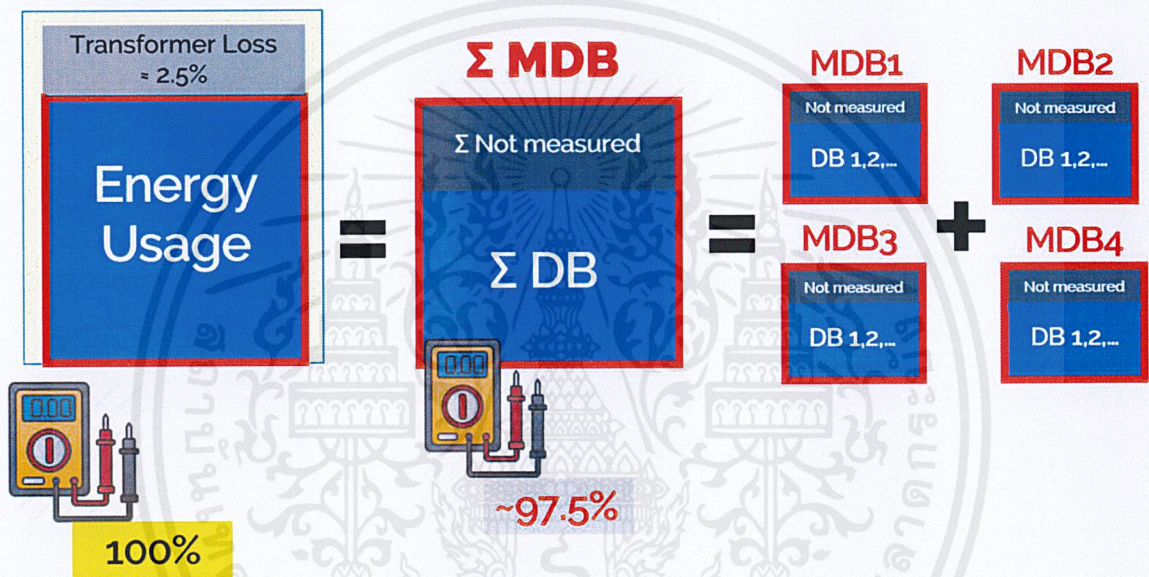 Transformer Loss
≈ 2.5%
Energy
Usage
0.00
100%
=
Σ MDB
Σ Not measured
Σ DB
0.00
~97.5%
=
MDB1
Not measured
DB 1,2,...
+
MDB2
Not measured
DB 1,2,...
MDB3
Not measured
DB 1,2,...
MDB4
Not measured
DB 1,2,...